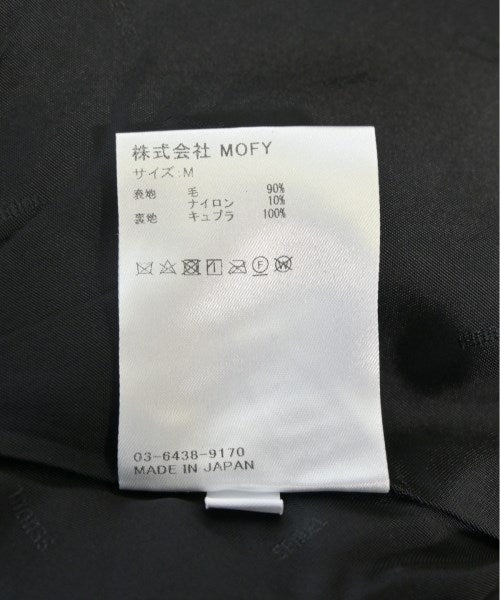 株式会社 MOFY
サイズ:M
表地 毛 90%
ナイロン 10%
裏地 キュプラ 100%
F W
03-6438-9170
MADE IN JAPAN